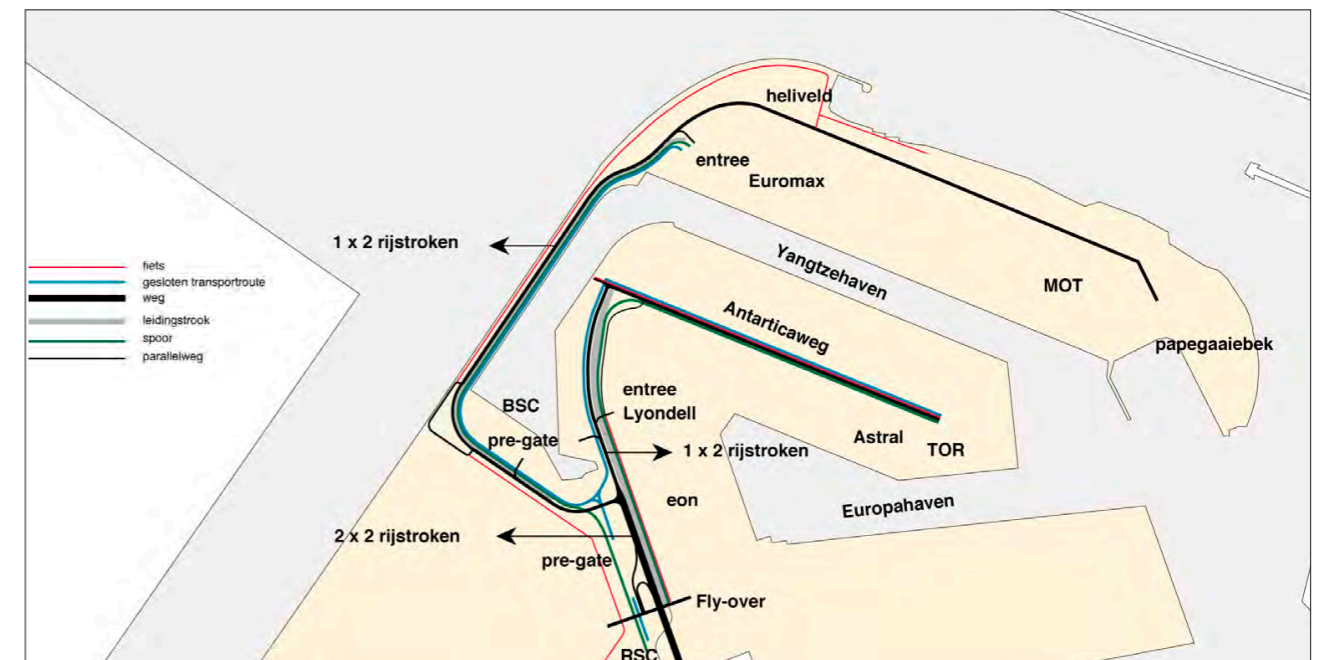 heliveld
entree
Euromax
1 x 2 rijstroken
Yangtzehaven
fiets
gesloten transportroute
weg
leidingstrook
spoor
parallelweg
MOT
Antarticaweg
papegaaiebek
entree
Lyondell
BSC
pre-gate
1 x 2 rijstroken
Astral
TOR
eon
Europahaven
2 x 2 rijstroken
pre-gate
Fly-over
RSC